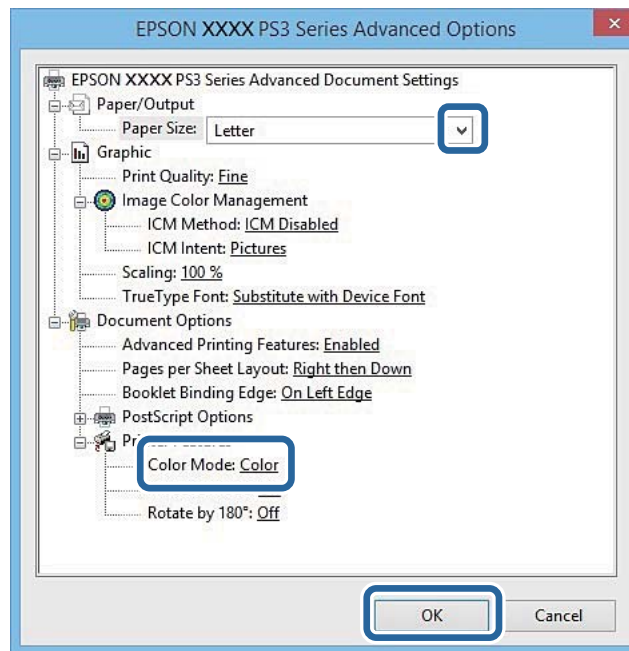 EPSON XXXX PS3 Series Advanced Options
EPSON XXXX PS3 Series Advanced Document Settings
Paper/Output
Paper Size: Letter
Graphic
Print Quality: Fine
Image Color Management
ICM Method: ICM Disabled
ICM Intent: Pictures
Scaling: 100 %
TrueType Font: Substitute with Device Font
Document Options
Advanced Printing Features: Enabled
Pages per Sheet Layout: Right then Down
Booklet Binding Edge: On Left Edge
PostScript Options
Color Mode: Color
Rotate by 180°: Off
OK Cancel